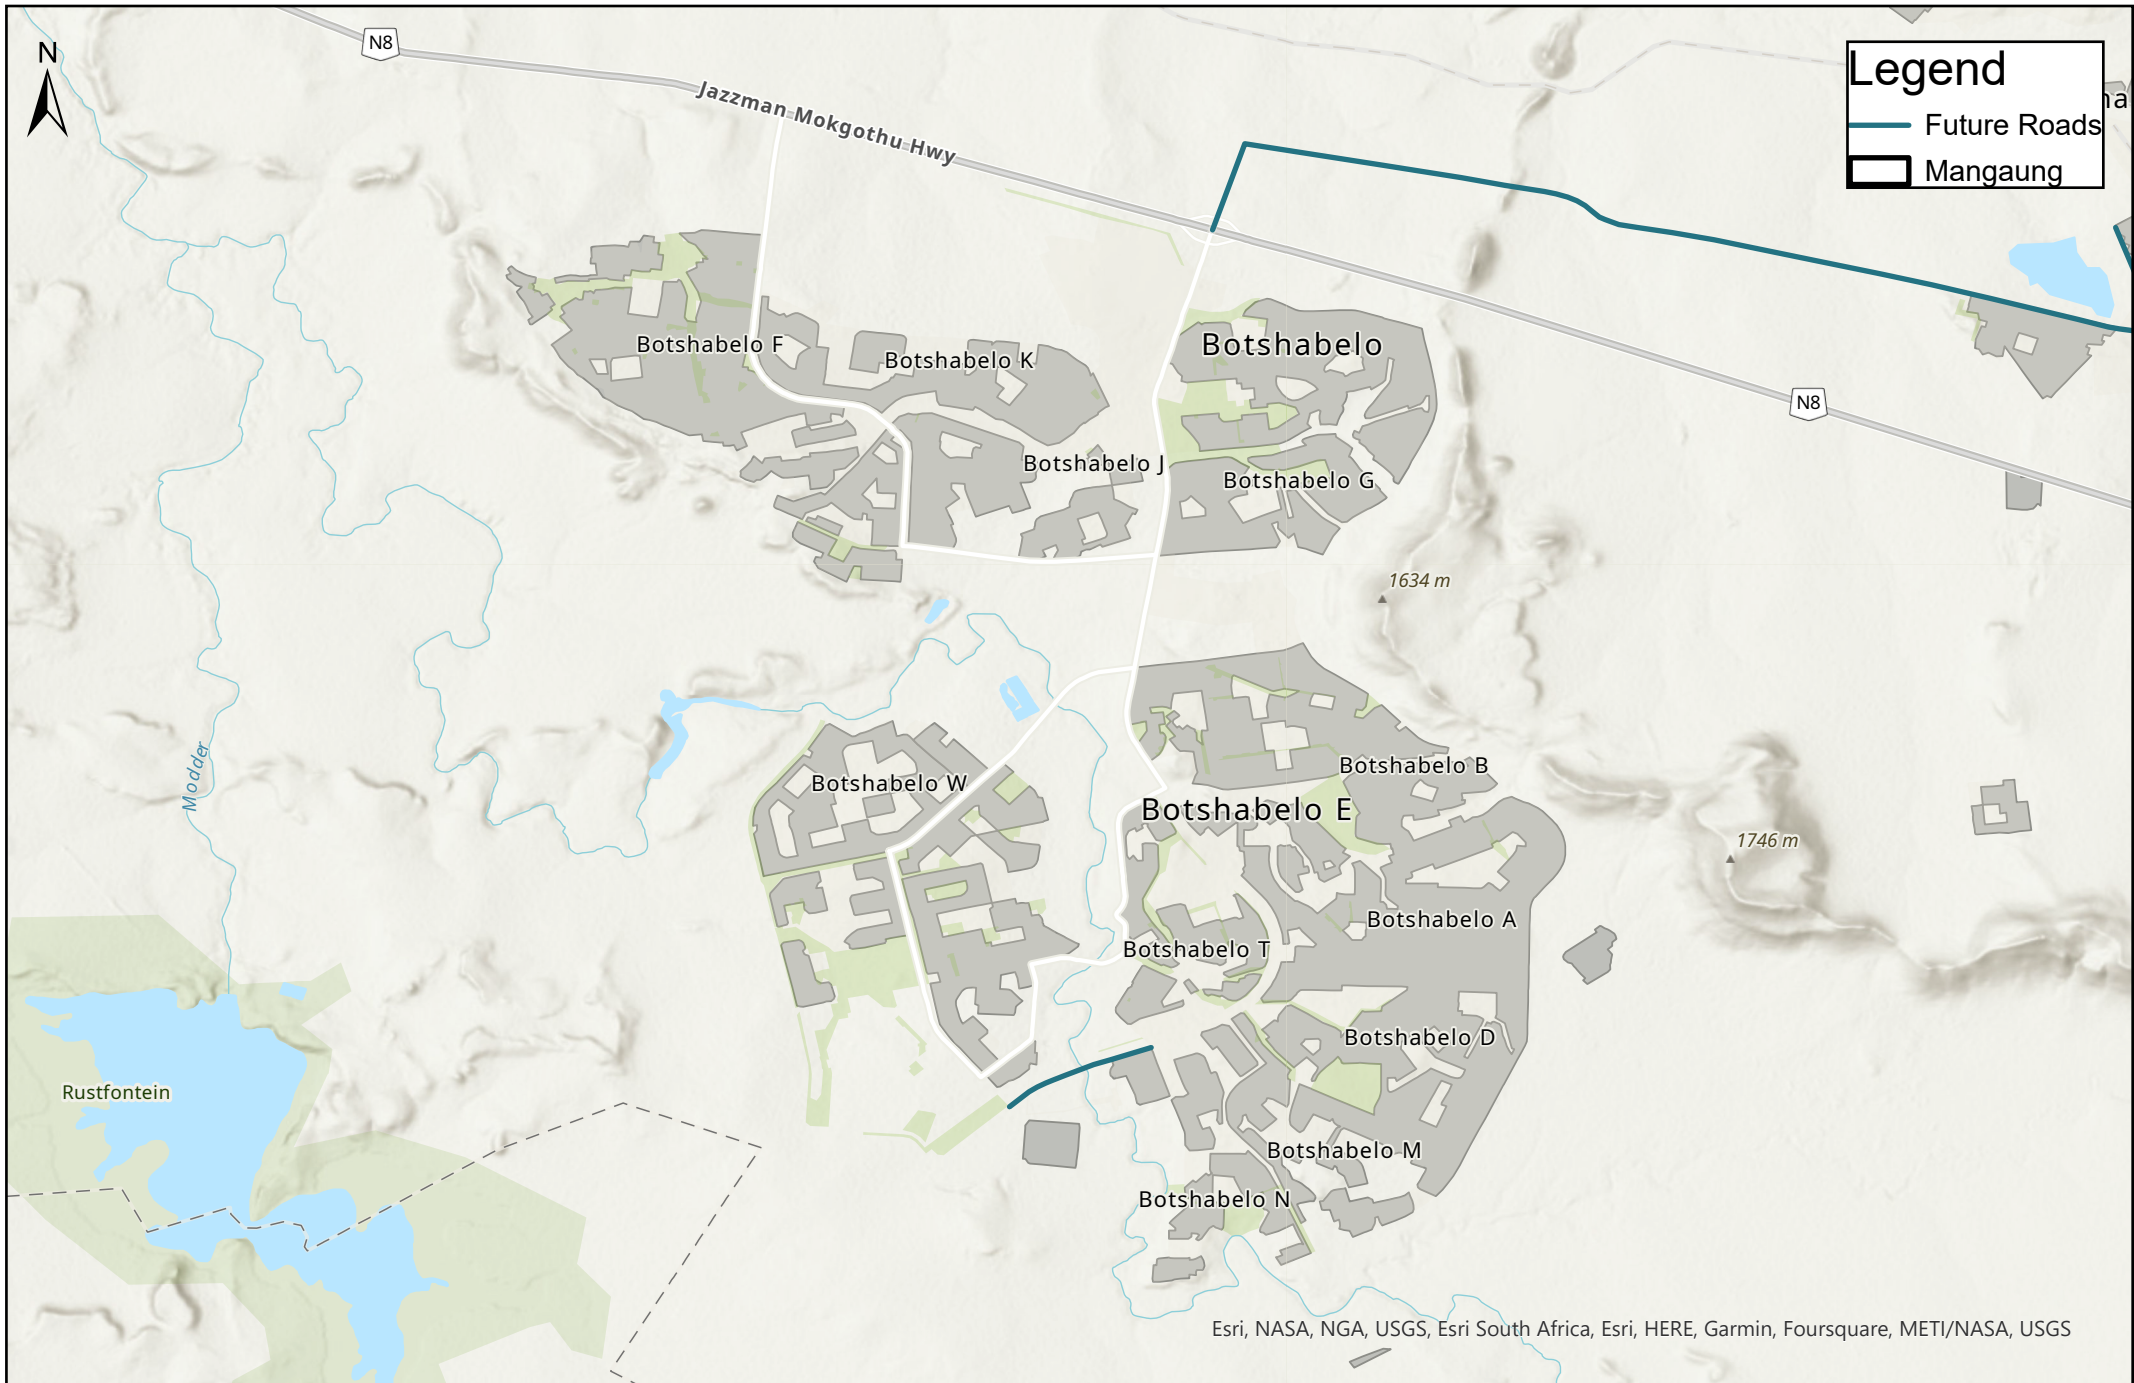 N
N8
Jazzman Mokgothu Hwy
Legend
Future Roads
Mangaung
Botshabelo F
Botshabelo K
Botshabelo
N8
Botshabelo J
Botshabelo G
1634 m
Modder
Botshabelo W
Botshabelo B
Botshabelo E
1746 m
Botshabelo A
Botshabelo T
Botshabelo D
Rustfontein
Botshabelo M
Botshabelo N
Esri, NASA, NGA, USGS, Esri South Africa, Esri, HERE, Garmin, Foursquare, METI/NASA, USGS